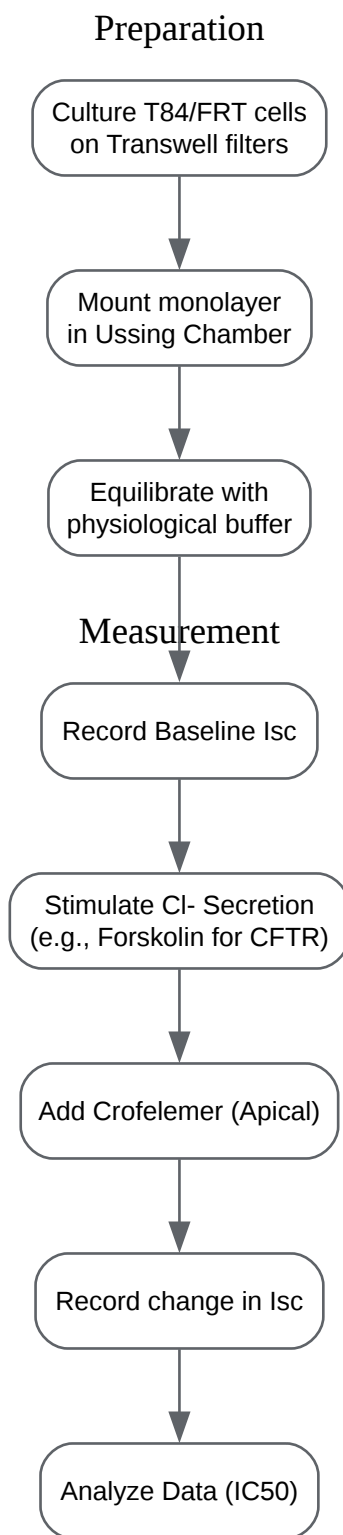 Preparation
Culture T84/FRT cells
on Transwell filters
Mount monolayer
in Ussing Chamber
Equilibrate with
physiological buffer
Measurement
Record Baseline Isc
Stimulate Cl- Secretion
(e.g., Forskolin for CFTR)
Add Crofelemer (Apical)
Record change in Isc
Analyze Data (IC50)